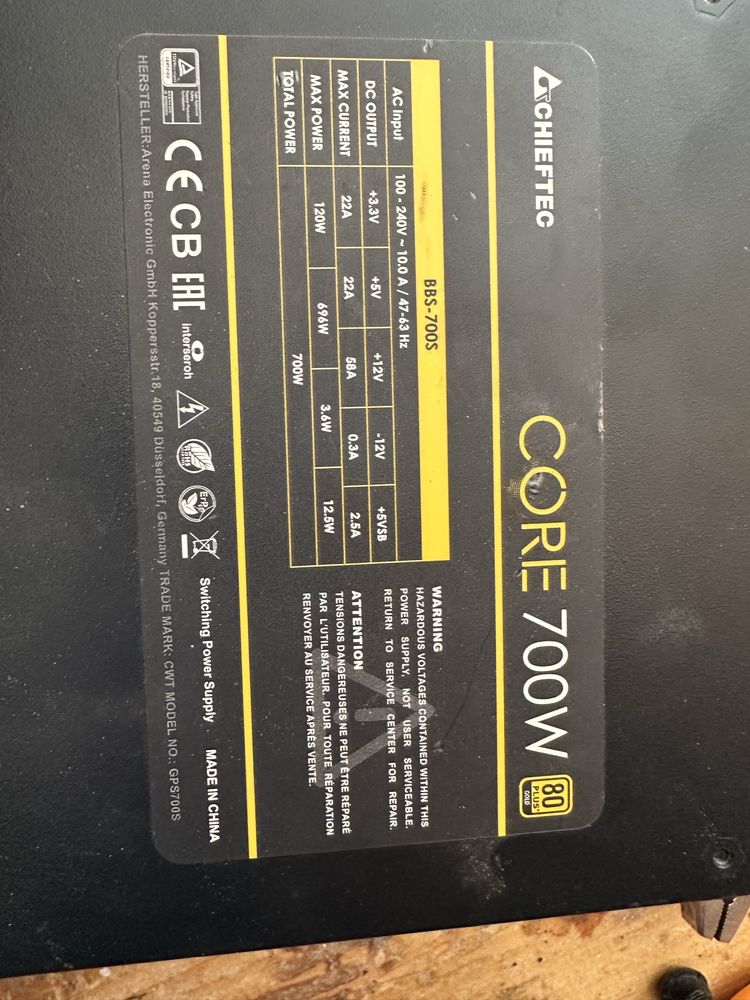 CHIEFTEC
CORE 700W
80
PLUS
GOLD
BBS-700S
AC Input 100 - 240V ~ 10.0 A / 47-63 Hz
DC OUTPUT +3.3V +5V +12V -12V +5VSB
MAX CURRENT 22A 22A 58A 0.3A 2.5A
MAX POWER 120W 696W 3.6W 12.5W
TOTAL POWER 700W
WARNING
HAZARDOUS VOLTAGES CONTAINED WITHIN THIS
POWER SUPPLY, NOT USER SERVICEABLE.
RETURN TO SERVICE CENTER FOR REPAIR.
ATTENTION
TENSIONS DANGEREUSES NE PEUT ÊTRE RÉPARÉ
PAR L'UTILISATEUR. POUR TOUTE RÉPARATION
RENVOYER AU SERVICE APRÈS VENTE.
CE CB EAC interseroh RoHS ErP Switching Power Supply MADE IN CHINA
HERSTELLER:Arena Electronic GmbH Koppersstr.18, 40549 Düsseldorf, Germany TRADE MARK: CWT MODEL NO.: GPS700S